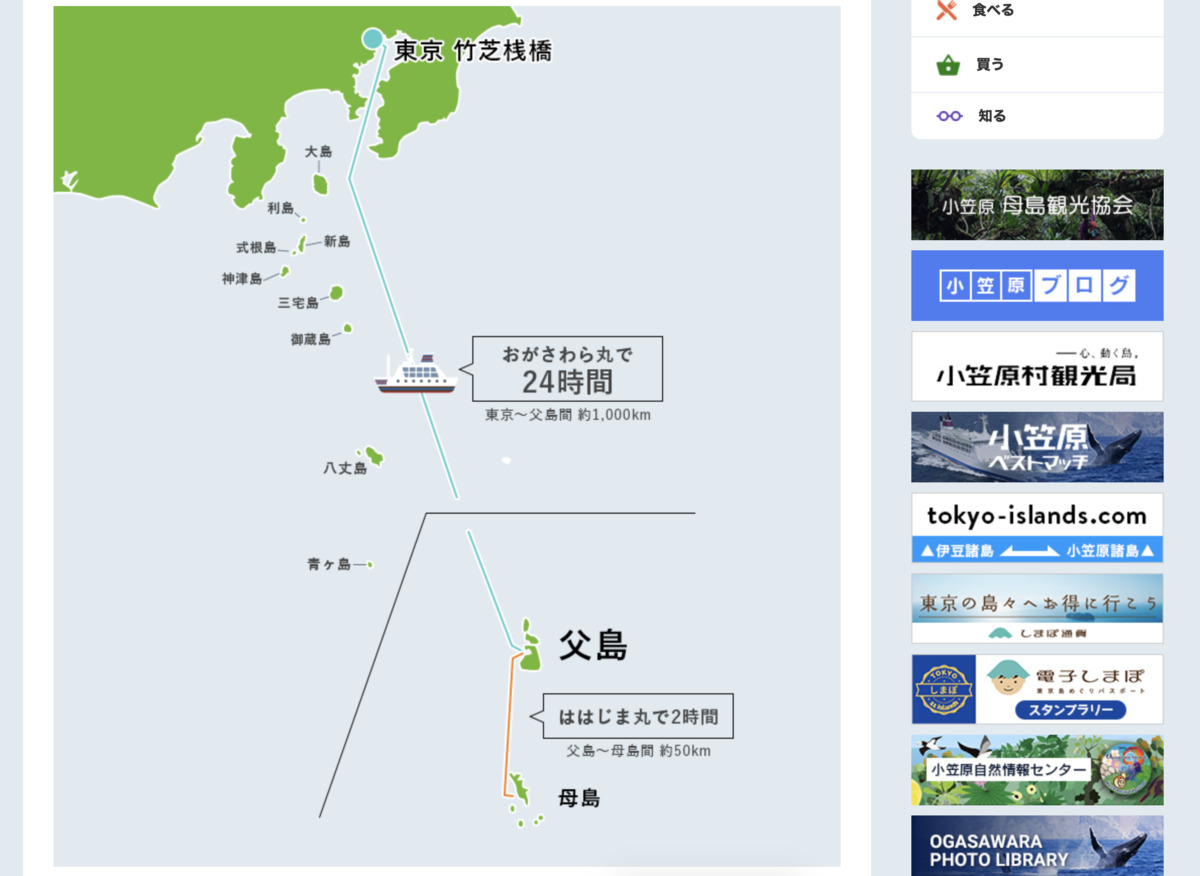 東京 竹芝桟橋
大島
利島
式根島
新島
神津島
三宅島
御蔵島
おがさわら丸で
24時間
東京～父島間 約1,000km
八丈島
青ヶ島
父島
ははじま丸で2時間
父島～母島間 約50km
母島
食べる
買う
知る
小笠原 母島観光協会
小笠原ブログ
心、動く島。
小笠原村観光局
小笠原
ベストマッチ
tokyo-islands.com
▲伊豆諸島
小笠原諸島▲
東京の島々へお得に行こう
しまぽ通貨
TOKYO
しまぽ
電子しまぽ
東京島めぐりパスポート
スタンプラリー
小笠原自然情報センター
OGASAWARA
PHOTO LIBRARY